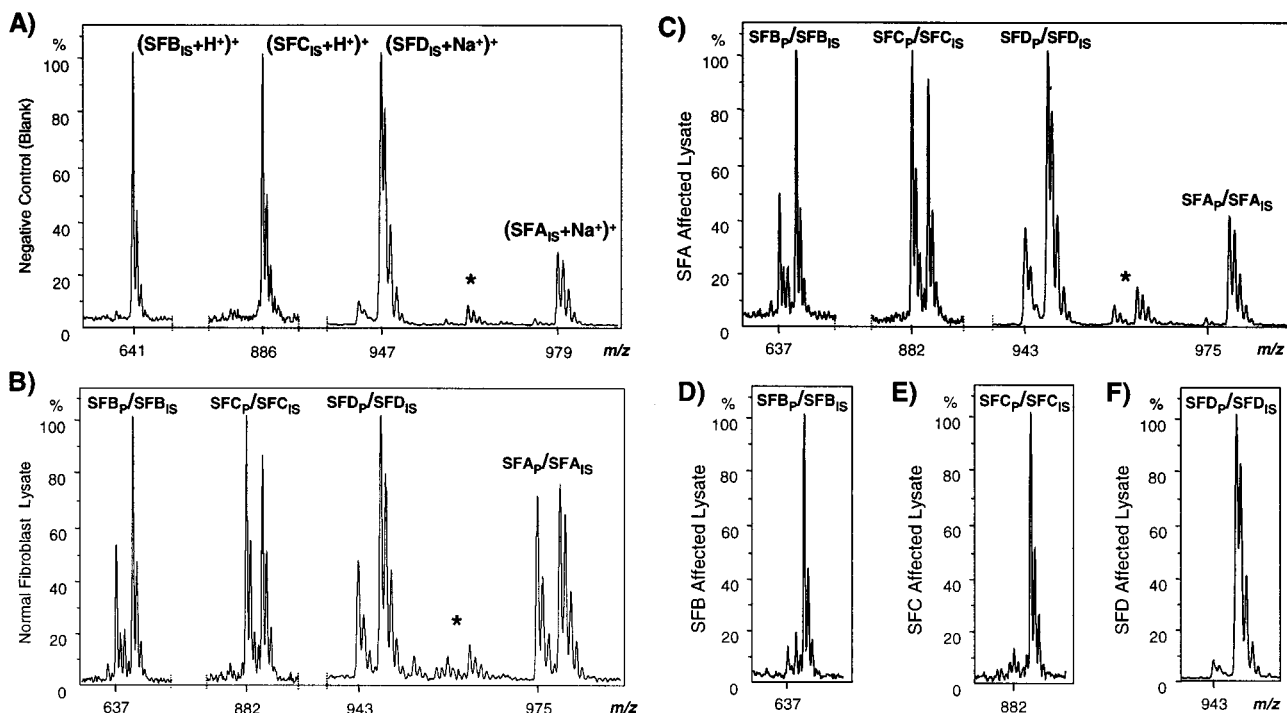 A)
%
(SFB_IS+H⁺)⁺ (SFC_IS+H⁺)⁺ (SFD_IS+Na⁺)⁺
(SFA_IS+Na⁺)⁺
*
100
80
60
40
20
0
Negative Control (Blank)
641 886 947 979 m/z
B)
%
SFB_P/SFB_IS SFC_P/SFC_IS SFD_P/SFD_IS
SFA_P/SFA_IS
*
100
80
60
40
20
0
Normal Fibroblast Lysate
637 882 943 975 m/z
C)
%
SFB_P/SFB_IS SFC_P/SFC_IS SFD_P/SFD_IS
SFA_P/SFA_IS
*
100
80
60
40
20
0
SFA Affected Lysate
637 882 943 975 m/z
D)
%
SFB_P/SFB_IS
100
80
60
40
20
0
SFB Affected Lysate
637
E)
%
SFC_P/SFC_IS
100
80
60
40
20
0
SFC Affected Lysate
882
F)
%
SFD_P/SFD_IS
100
80
60
40
20
0
SFD Affected Lysate
943 m/z